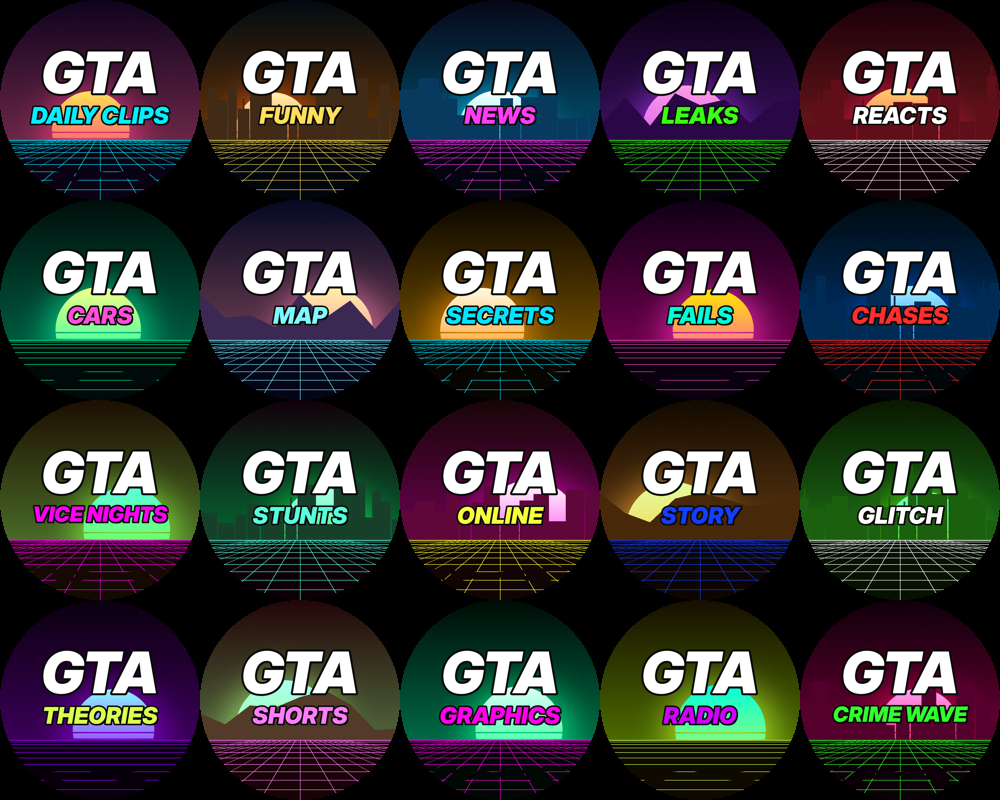 GTA
DAILY CLIPS
GTA
FUNNY
GTA
NEWS
GTA
LEAKS
GTA
REACTS
GTA
CARS
GTA
MAP
GTA
SECRETS
GTA
FAILS
GTA
CHASES
GTA
VICE NIGHTS
GTA
STUNTS
GTA
ONLINE
GTA
STORY
GTA
GLITCH
GTA
THEORIES
GTA
SHORTS
GTA
GRAPHICS
GTA
RADIO
GTA
CRIME WAVE